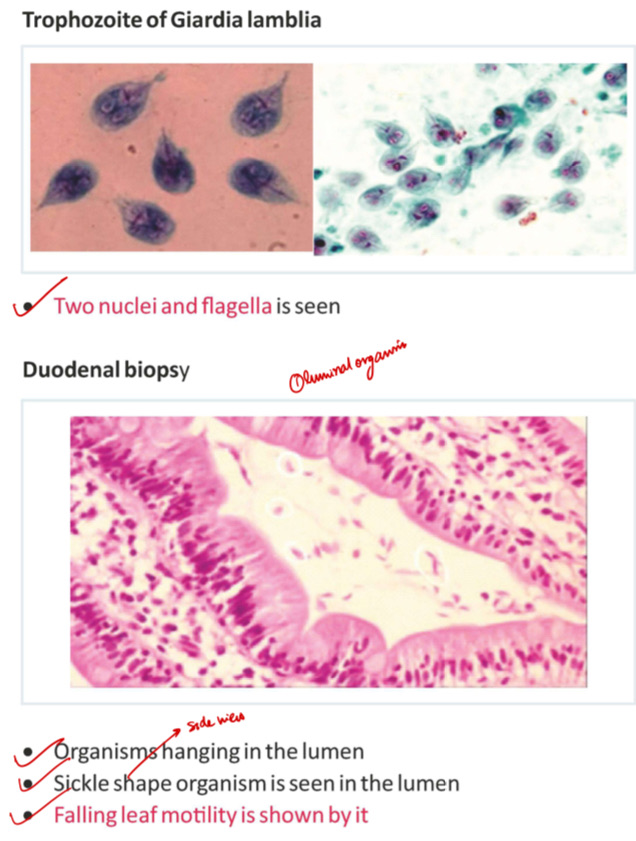 Trophozoite of Giardia lamblia
• Two nuclei and flagella is seen
Duodenal biopsy
① luminal organism
side view
• Organisms hanging in the lumen
• Sickle shape organism is seen in the lumen
• Falling leaf motility is shown by it